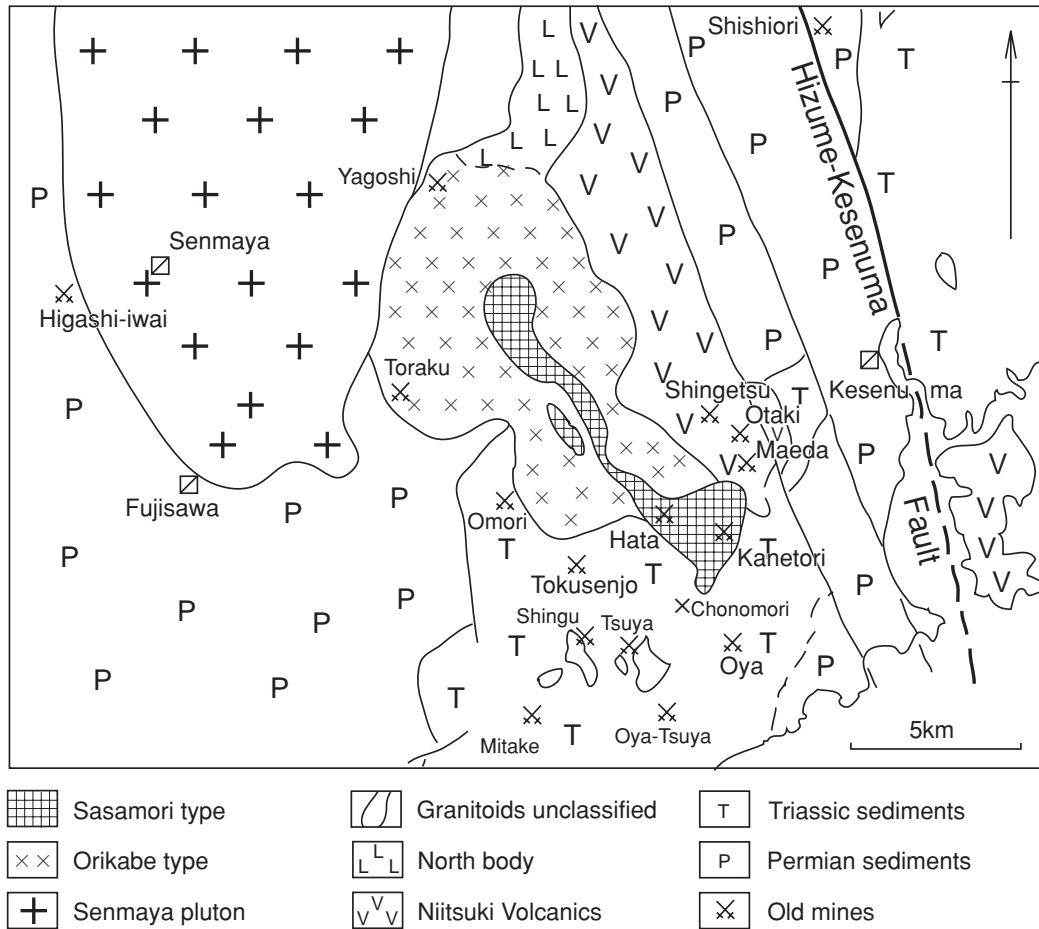 Shishiori
Hizume-Kesenuma
Yagoshi
Senmaya
Higashi-iwai
Toraku
Shingetsu
Kesenuma
Otaki
Maeda
Fujisawa
Omori
Hata
Kanetori
Fault
Tokusenjo
Chonomori
Shingu
Tsuya
Oya
Mitake
Oya-Tsuya
5km
Sasamori type
Granitoids unclassified
T Triassic sediments
Orikabe type
L L L North body
P Permian sediments
Senmaya pluton
V V V Niitsuki Volcanics
Old mines